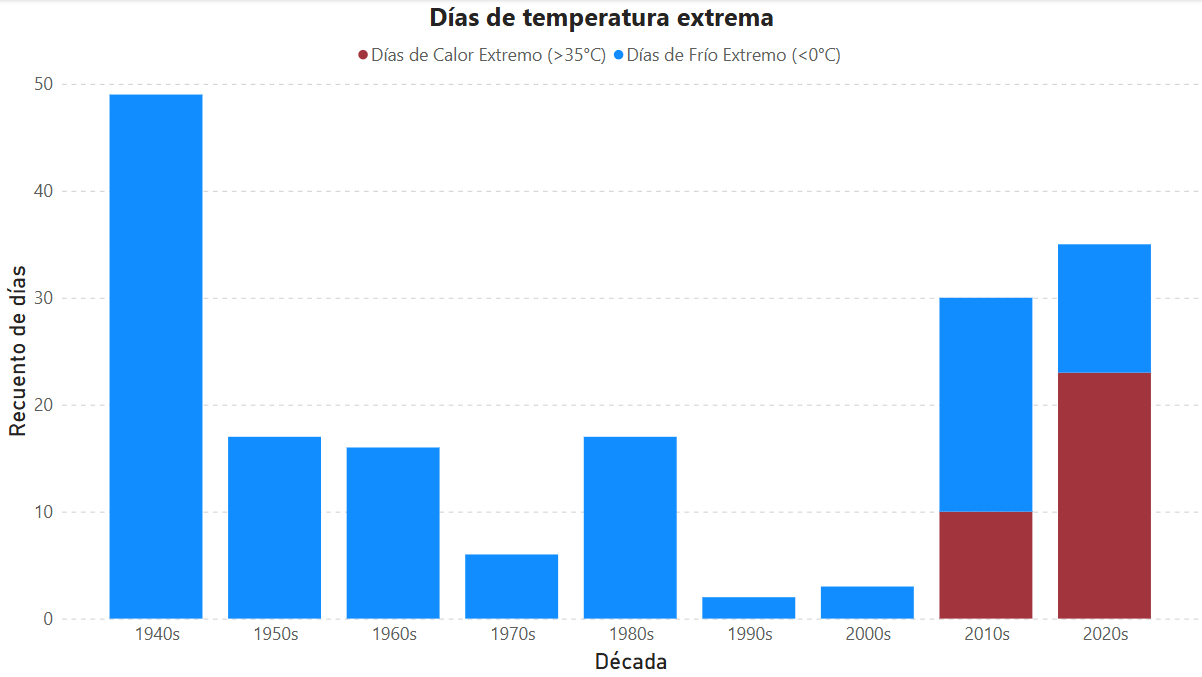 Días de temperatura extrema
Días de Calor Extremo (>35°C) Días de Frío Extremo (<0°C)
50
40
30
20
10
0
Recuento de días
1940s 1950s 1960s 1970s 1980s 1990s 2000s 2010s 2020s
Década